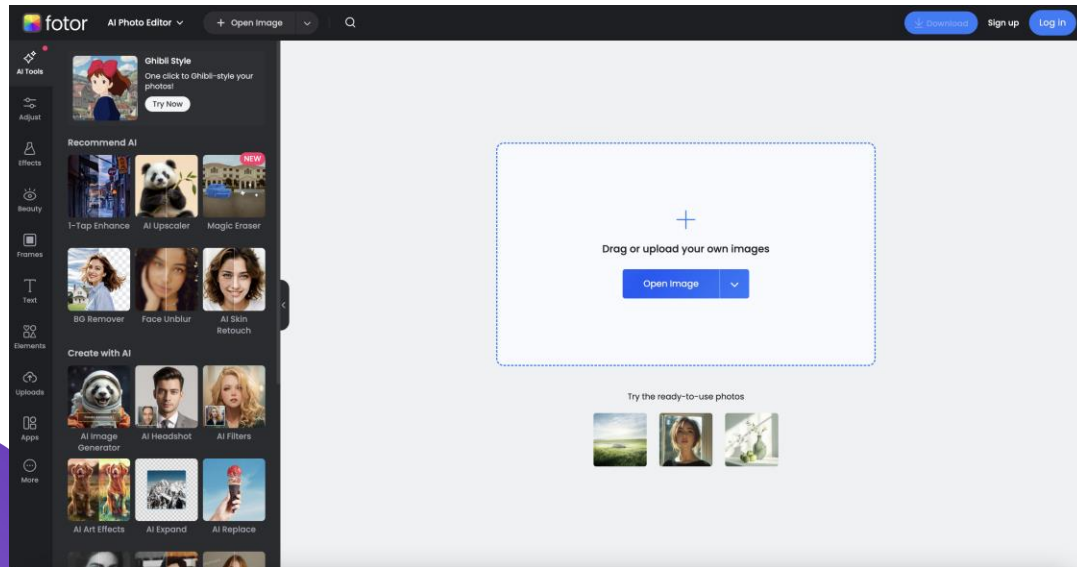 fotor
AI Photo Editor
+ Open Image
Download
Sign up
Log in
AI Tools
Adjust
Effects
Beauty
Frames
Text
Elements
Uploads
Apps
More
Ghibli Style
One click to Ghibli-style your
photos!
Try Now
Recommend AI
NEW
1-Tap Enhance
AI Upscaler
Magic Eraser
BG Remover
Face Unblur
AI Skin
Retouch
Create with AI
AI Image
Generator
AI Headshot
AI Filters
AI Art Effects
AI Expand
AI Replace
Drag or upload your own images
Open Image
Try the ready-to-use photos